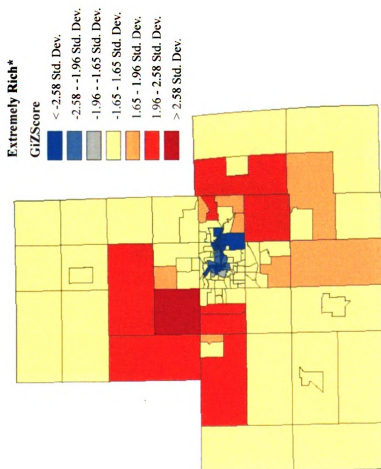 Extremely Rich*
GiZScore
< -2.58 Std. Dev.
-2.58 - -1.96 Std. Dev.
-1.96 - -1.65 Std. Dev.
-1.65 - 1.65 Std. Dev.
1.65 - 1.96 Std. Dev.
1.96 - 2.58 Std. Dev.
> 2.58 Std. Dev.